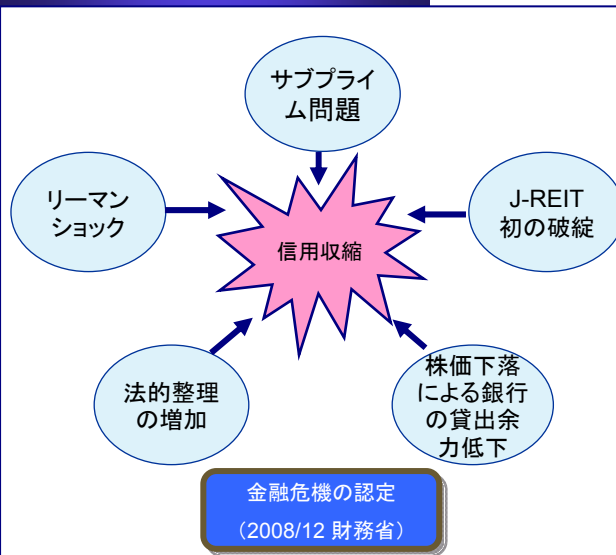 サブプライ
ム問題
リーマン
ショック
J-REIT
初の破綻
信用収縮
法的整理
の増加
株価下落
による銀行
の貸出余
力低下
金融危機の認定
（2008/12 財務省）